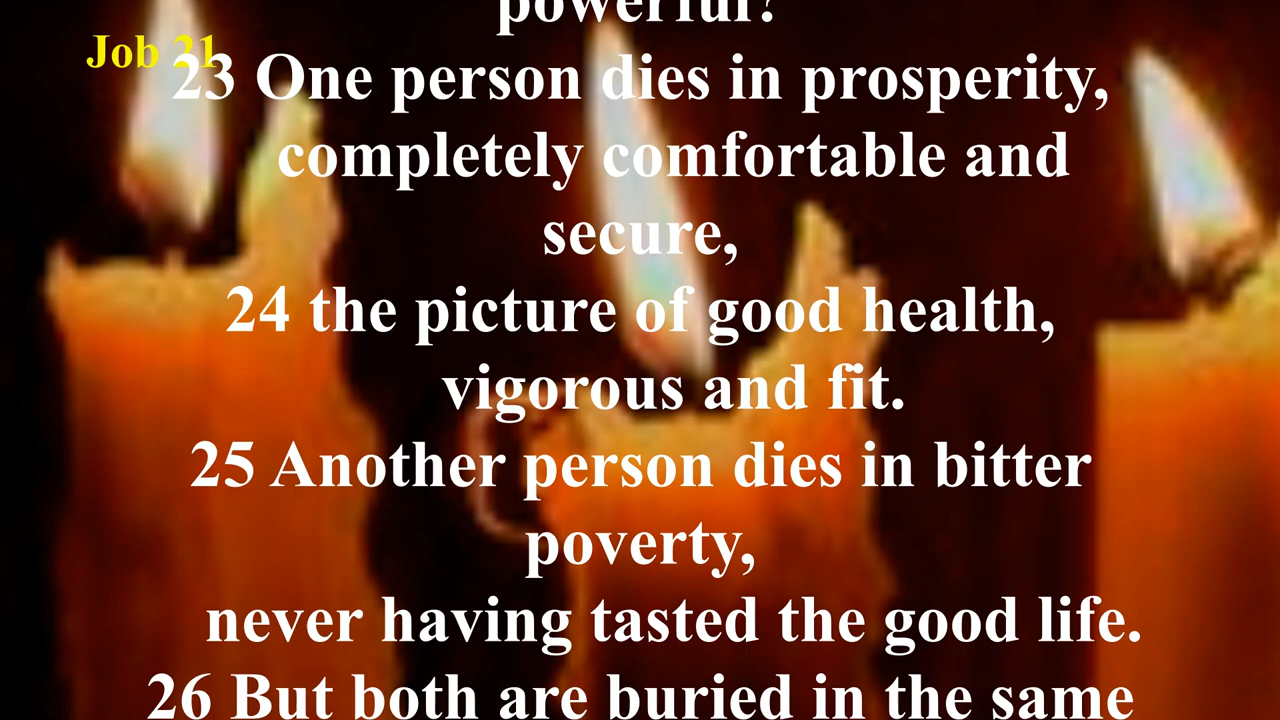 powerful?
Job 21
23 One person dies in prosperity,
completely comfortable and
secure,
24 the picture of good health,
vigorous and fit.
25 Another person dies in bitter
poverty,
never having tasted the good life.
26 But both are buried in the same